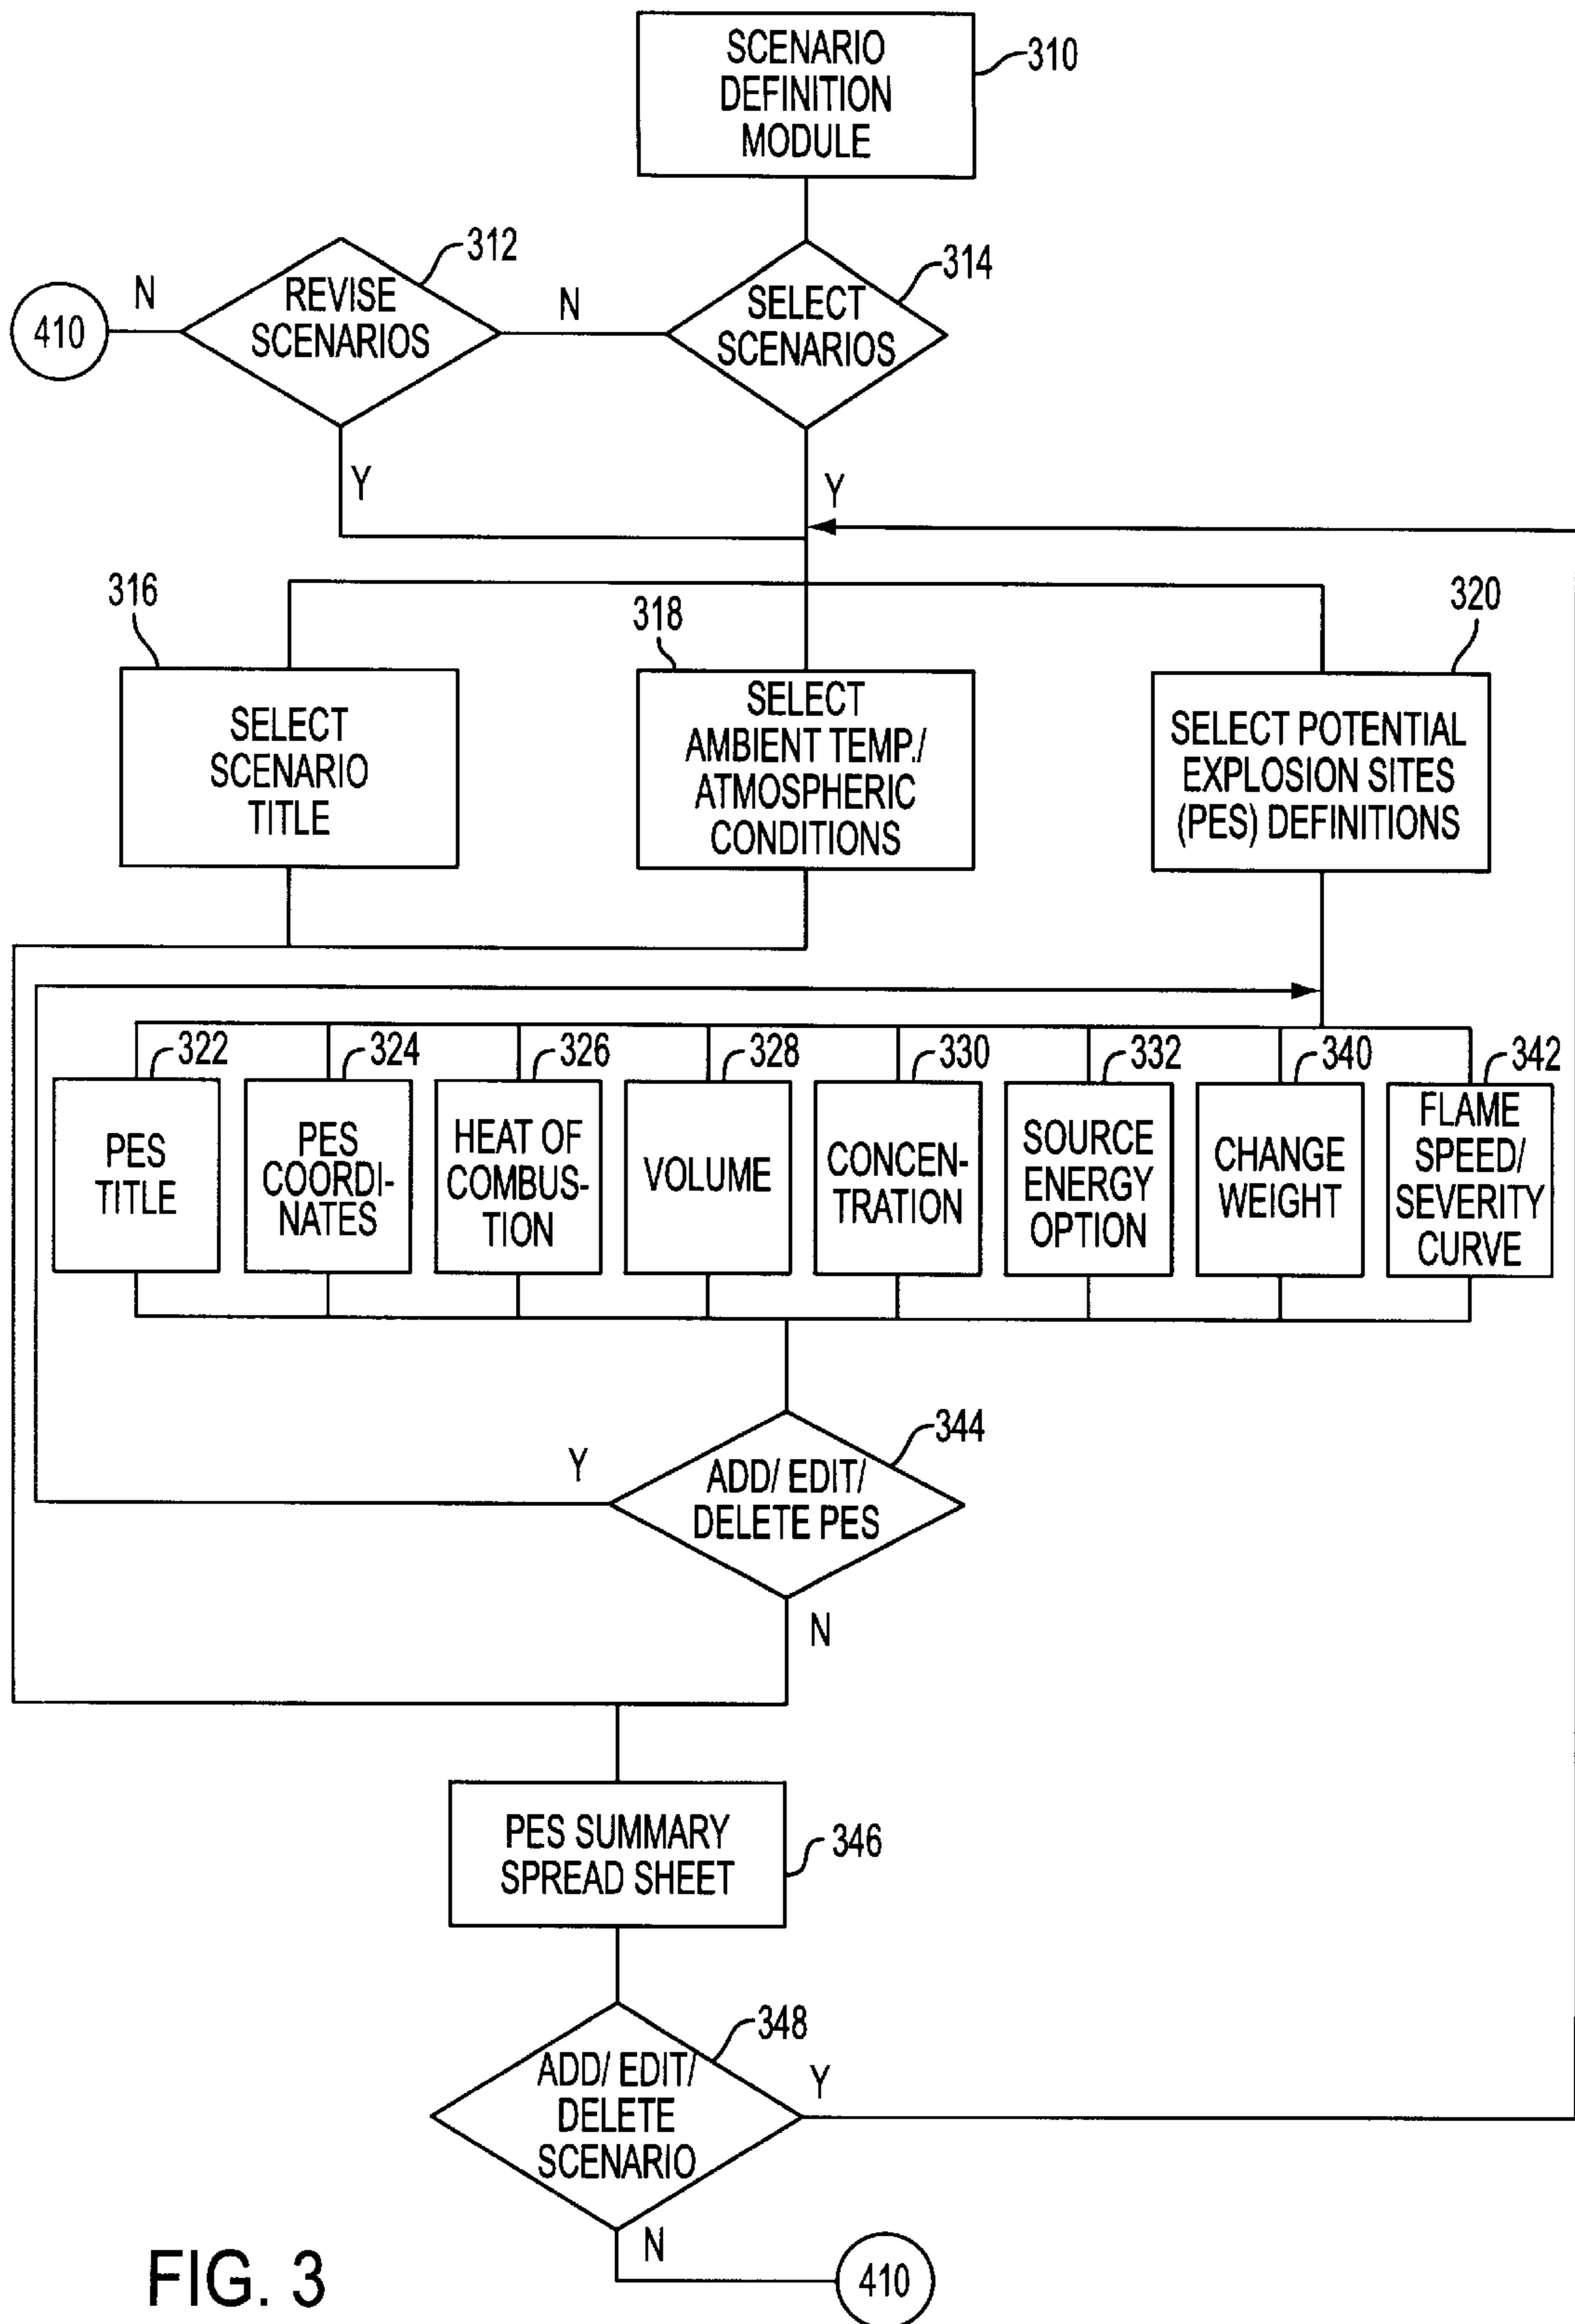 SCENARIO
DEFINITION
MODULE
310
312
REVISE
SCENARIOS
N
410
N
314
SELECT
SCENARIOS
Y
Y
316
SELECT
SCENARIO
TITLE
318
SELECT
AMBIENT TEMP./
ATMOSPHERIC
CONDITIONS
320
SELECT POTENTIAL
EXPLOSION SITES
(PES) DEFINITIONS
322
PES
TITLE
324
PES
COORDI-
NATES
326
HEAT OF
COMBUS-
TION
328
VOLUME
330
CONCEN-
TRATION
332
SOURCE
ENERGY
OPTION
340
CHANGE
WEIGHT
342
FLAME
SPEED/
SEVERITY
CURVE
344
Y
ADD/ EDIT/
DELETE PES
N
PES SUMMARY
SPREAD SHEET
346
348
ADD/ EDIT/
DELETE
SCENARIO
Y
N
410
FIG. 3